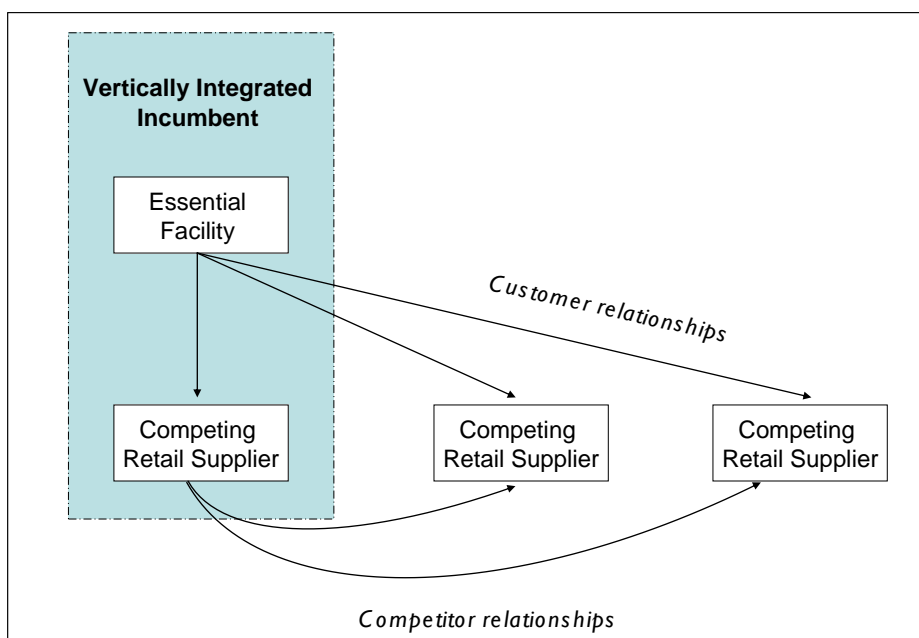 Vertically Integrated
Incumbent
Essential
Facility
Customer relationships
Competing
Retail Supplier
Competing
Retail Supplier
Competing
Retail Supplier
Competitor relationships